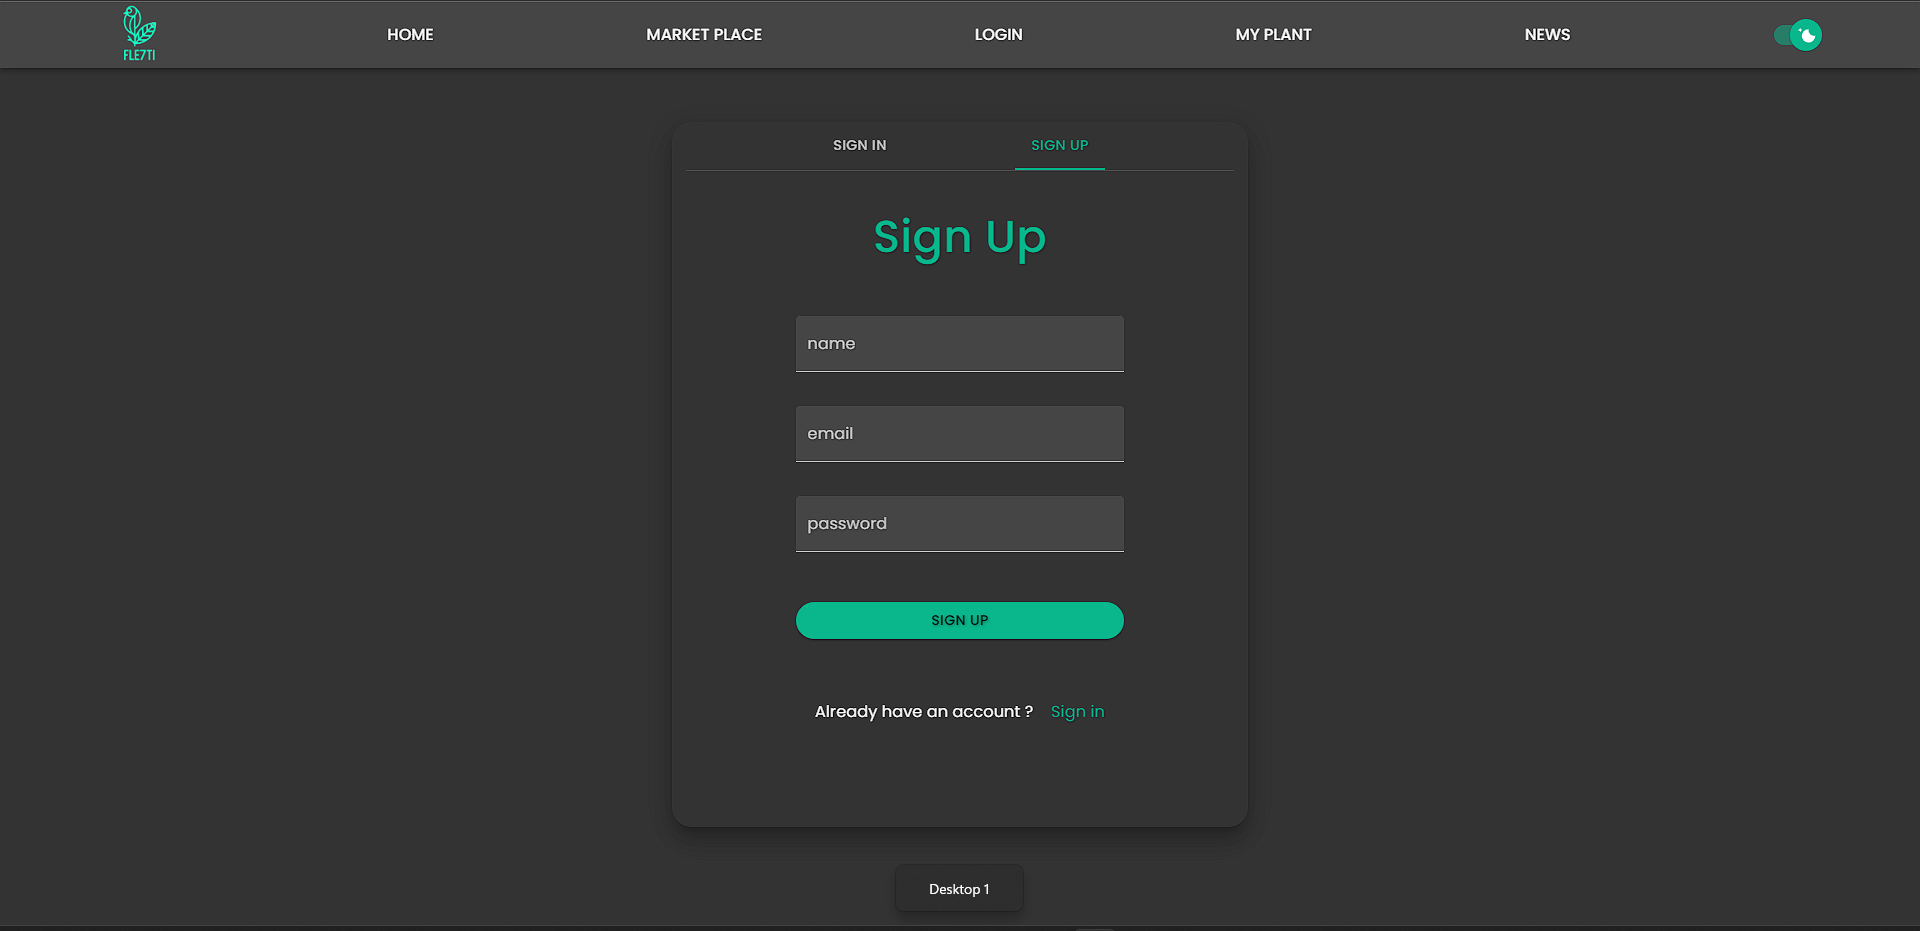 FLE7TI
HOME MARKET PLACE LOGIN MY PLANT NEWS
SIGN IN SIGN UP
Sign Up
name
email
password
SIGN UP
Already have an account ? Sign in
Desktop 1